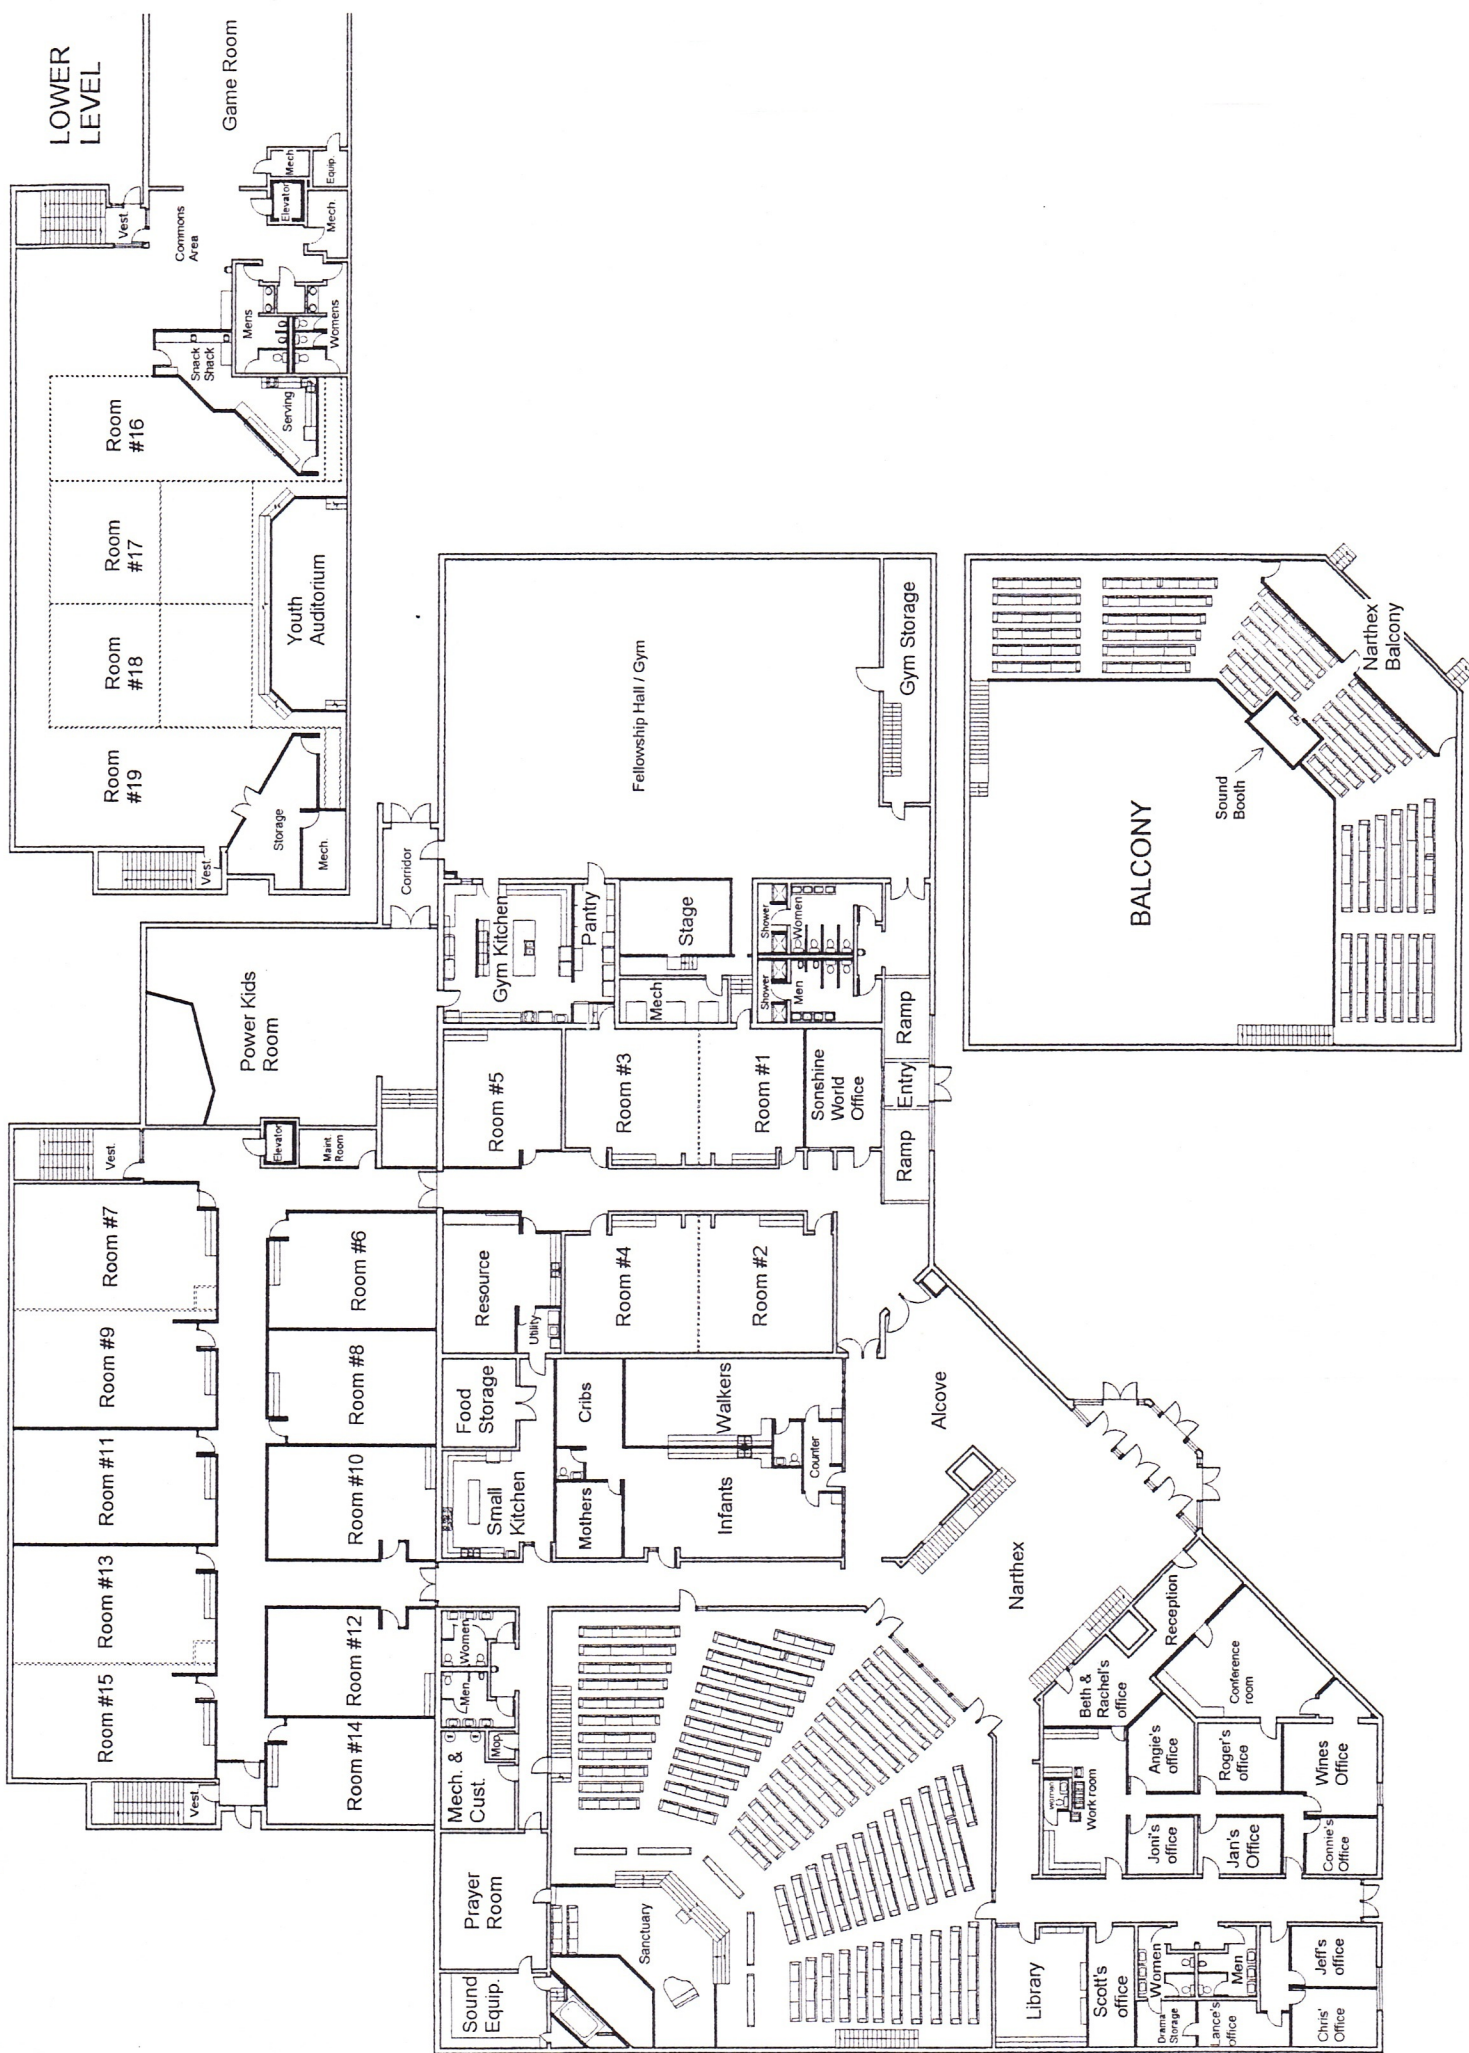 LOWER
LEVEL
Game Room
Mech
Equip.
Elevator
Mech.
Vest.
Commons
Area
Mens
Womens
Snack
Shack
Serving
Room
#16
Room
#17
Room
#18
Room
#19
Youth
Auditorium
Storage
Mech.
Vest.
Corridor
Power Kids
Room
Fellowship Hall / Gym
Gym Storage
Gym Kitchen
Pantry
Stage
Mech
Shower
Women
Shower
Men
Ramp
Entry
Ramp
Room #5
Room #3
Room #1
Sonshine
World
Office
Vest.
Elevator
Maint.
Room
Room #7
Room #9
Room #11
Room #13
Room #15
Room #6
Room #8
Room #10
Room #12
Room #14
Vest.
Resource
Utility
Room #4
Room #2
Food
Storage
Small
Kitchen
Cribs
Mothers
Walkers
Infants
Counter
Alcove
Narthex
Women
Men
Mop
Mech. &
Cust.
Prayer
Room
Sound
Equip.
Sanctuary
Reception
Beth &
Rachel's
office
Conference
room
woman
Work room
Angie's
office
Roger's
office
Wines
Office
Joni's
office
Jan's
Office
Connie's
Office
Library
Scott's
office
Women
Men
Drama
Storage
Lance's
office
Jeff's
office
Chris'
Office
BALCONY
Sound
Booth
Narthex
Balcony